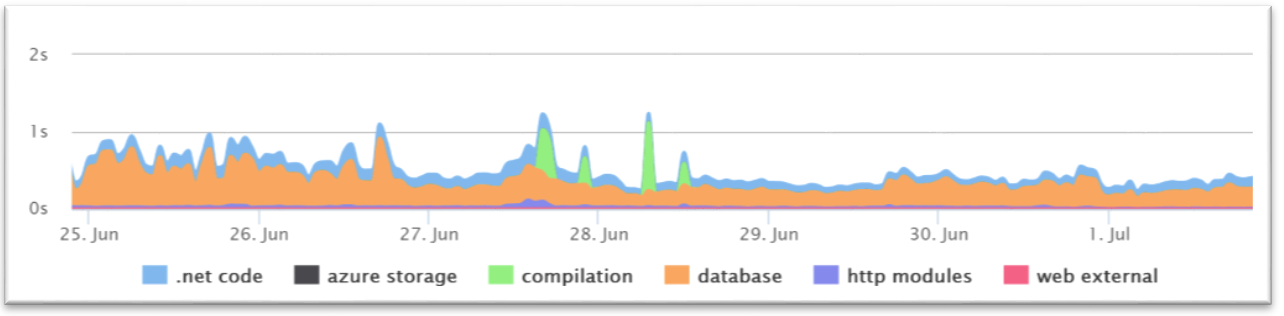 2s
1s
0s
25. Jun 26. Jun 27. Jun 28. Jun 29. Jun 30. Jun 1. Jul
.net code azure storage compilation database http modules web external